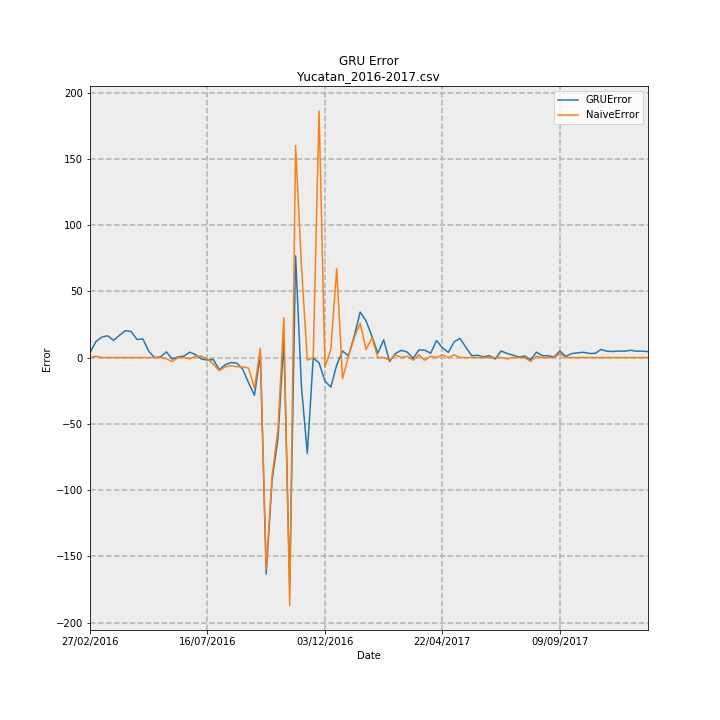 GRU Error
Yucatan_2016-2017.csv
GRUError
NaiveError
200
150
100
50
0
−50
−100
−150
−200
Error
27/02/2016
16/07/2016
03/12/2016
22/04/2017
09/09/2017
Date